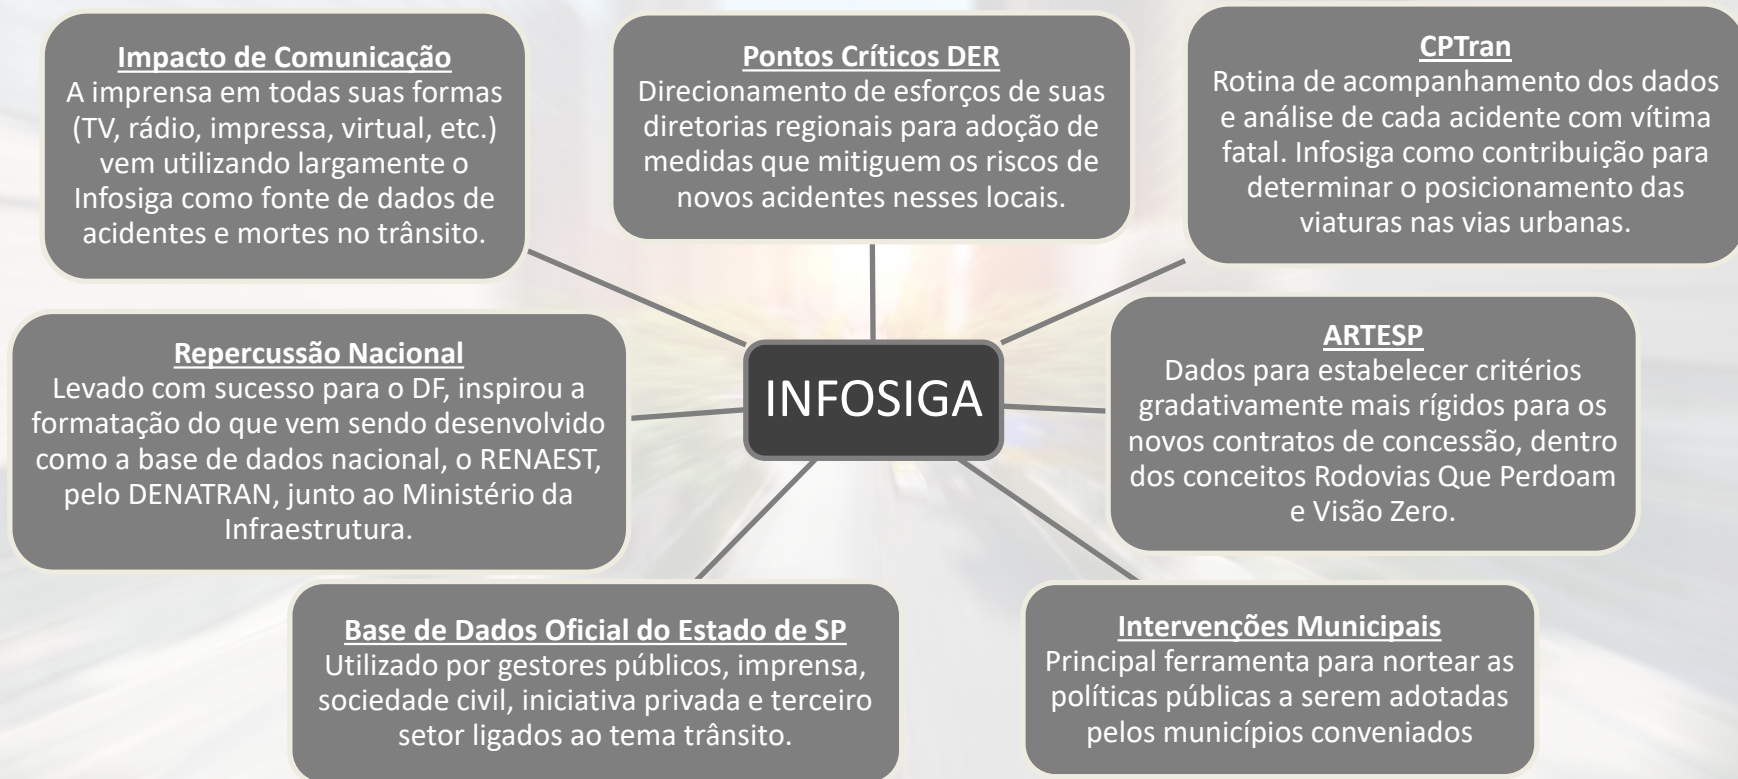 Impacto de Comunicação
A imprensa em todas suas formas
(TV, rádio, impressa, virtual, etc.)
vem utilizando largamente o
Infosiga como fonte de dados de
acidentes e mortes no trânsito.
Pontos Críticos DER
Direcionamento de esforços de suas
diretorias regionais para adoção de
medidas que mitiguem os riscos de
novos acidentes nesses locais.
CPTran
Rotina de acompanhamento dos dados
e análise de cada acidente com vítima
fatal. Infosiga como contribuição para
determinar o posicionamento das
viaturas nas vias urbanas.
Repercussão Nacional
Levado com sucesso para o DF, inspirou a
formatação do que vem sendo desenvolvido
como a base de dados nacional, o RENAEST,
pelo DENATRAN, junto ao Ministério da
Infraestrutura.
INFOSIGA
ARTESP
Dados para estabelecer critérios
gradativamente mais rígidos para os
novos contratos de concessão, dentro
dos conceitos Rodovias Que Perdoam
e Visão Zero.
Base de Dados Oficial do Estado de SP
Utilizado por gestores públicos, imprensa,
sociedade civil, iniciativa privada e terceiro
setor ligados ao tema trânsito.
Intervenções Municipais
Principal ferramenta para nortear as
políticas públicas a serem adotadas
pelos municípios conveniados